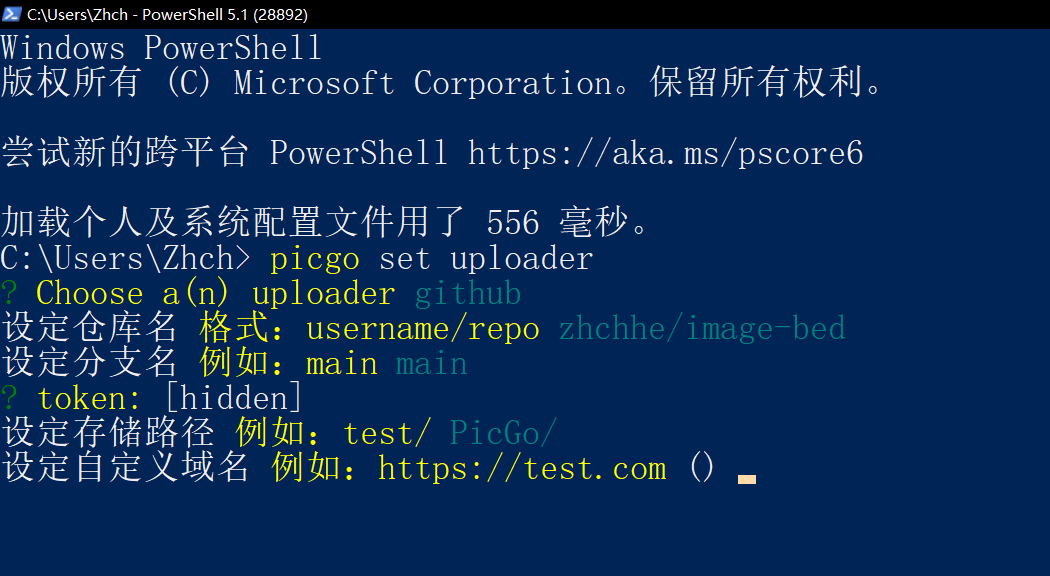 C:\Users\Zhch - PowerShell 5.1 (28892)
Windows PowerShell
版权所有 (C) Microsoft Corporation。保留所有权利。
尝试新的跨平台 PowerShell https://aka.ms/pscore6
加载个人及系统配置文件用了 556 毫秒。
C:\Users\Zhch> picgo set uploader
? Choose a(n) uploader github
设定仓库名 格式：username/repo zhchhe/image-bed
设定分支名 例如：main main
? token: [hidden]
设定存储路径 例如：test/ PicGo/
设定自定义域名 例如：https://test.com ()